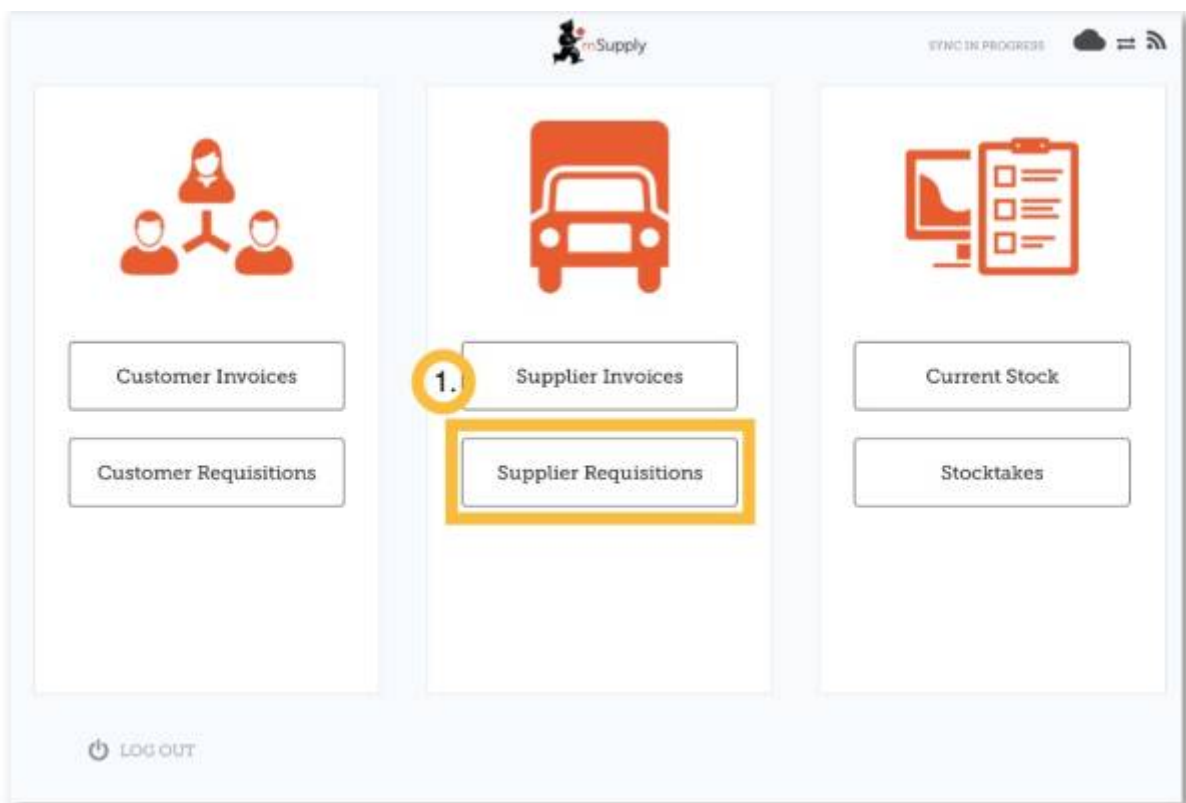 mSupply
SYNC IN PROGRESS
Customer Invoices
1.
Supplier Invoices
Current Stock
Customer Requisitions
Supplier Requisitions
Stocktakes
LOG OUT